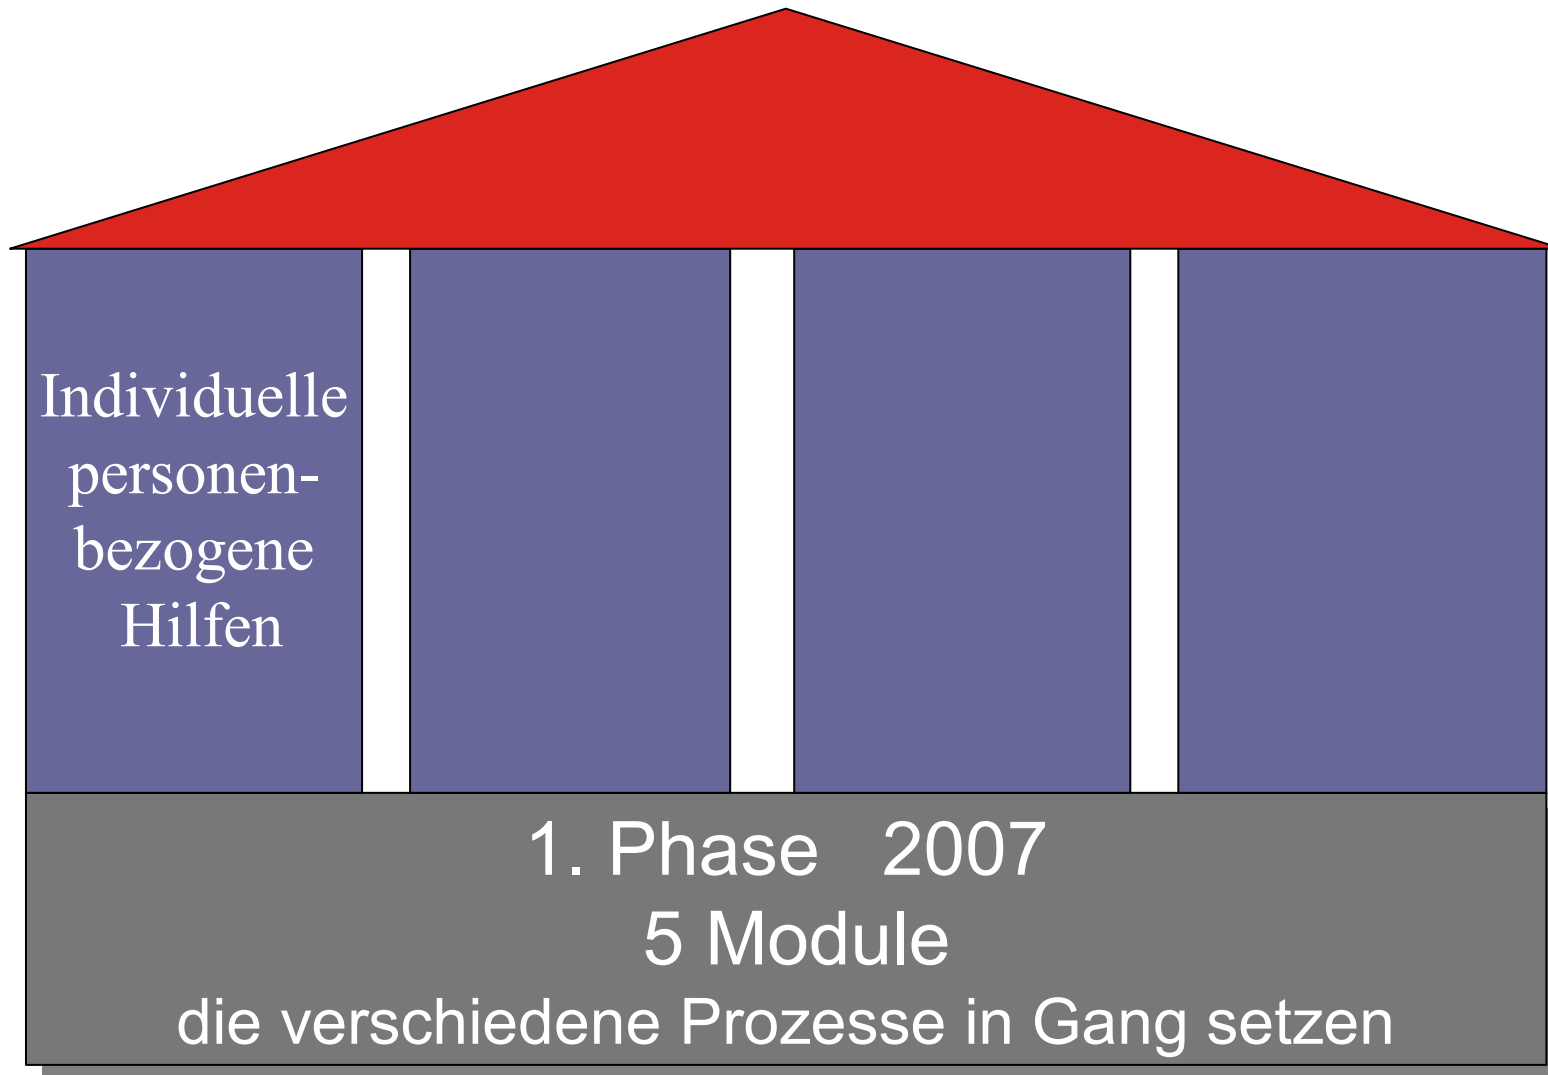 Individuelle
personen-
bezogene
Hilfen
1. Phase 2007
5 Module
die verschiedene Prozesse in Gang setzen